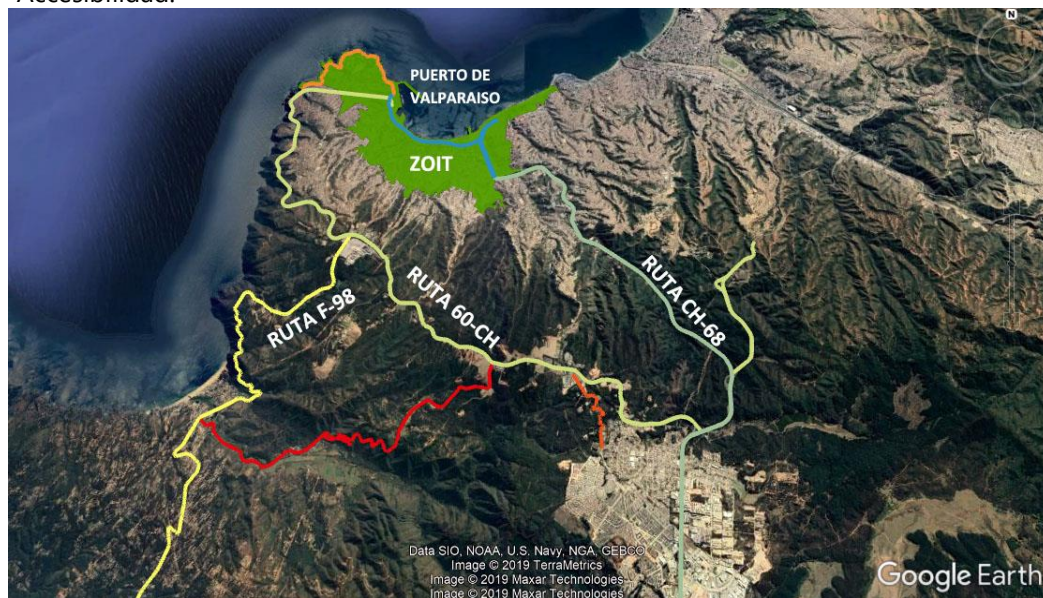 Accesibilidad.
N
PUERTO DE
VALPARAISO
ZOIT
RUTA F-98
RUTA 60-CH
RUTA CH-68
Data SIO, NOAA, U.S. Navy, NGA, GEBCO
Image © 2019 TerraMetrics
Image © 2019 Maxar Technologies
Image © 2019 Maxar Technologies
Google Earth